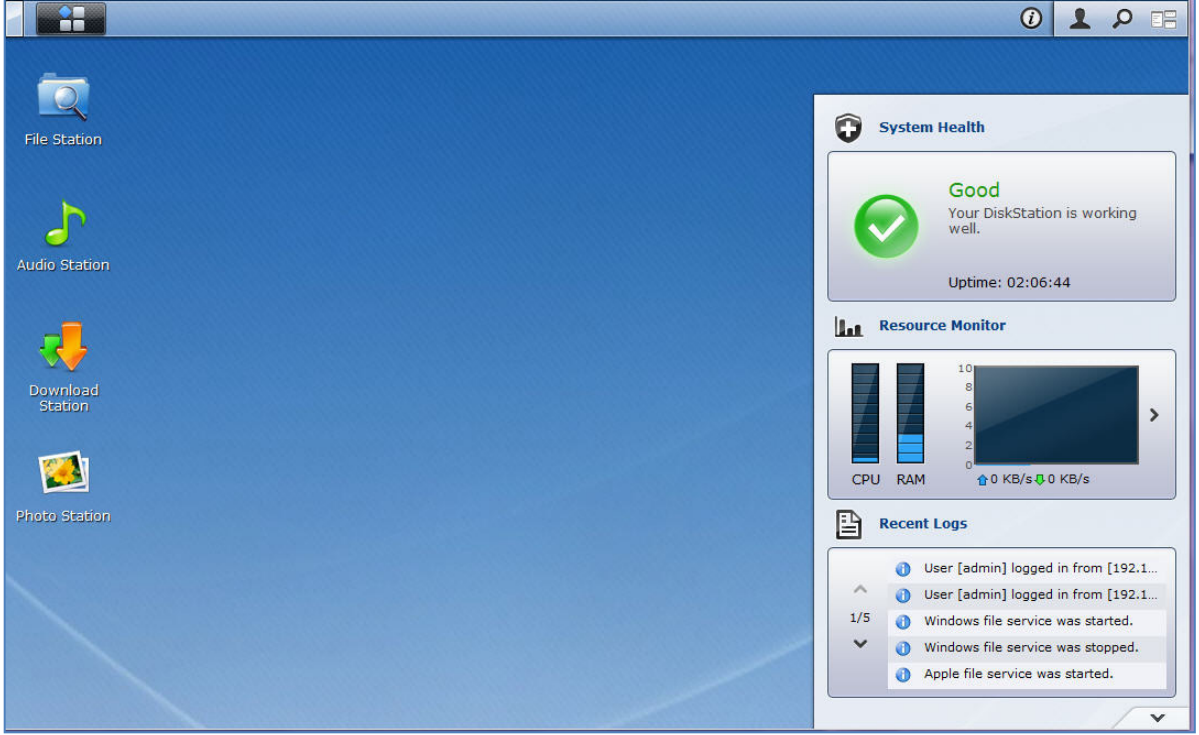 File Station
Audio Station
Download
Station
Photo Station
System Health
Good
Your DiskStation is working
well.
Uptime: 02:06:44
Resource Monitor
10
8
6
4
2
0
CPU RAM
0 KB/s 0 KB/s
Recent Logs
1/5
User [admin] logged in from [192.1...
User [admin] logged in from [192.1...
Windows file service was started.
Windows file service was stopped.
Apple file service was started.